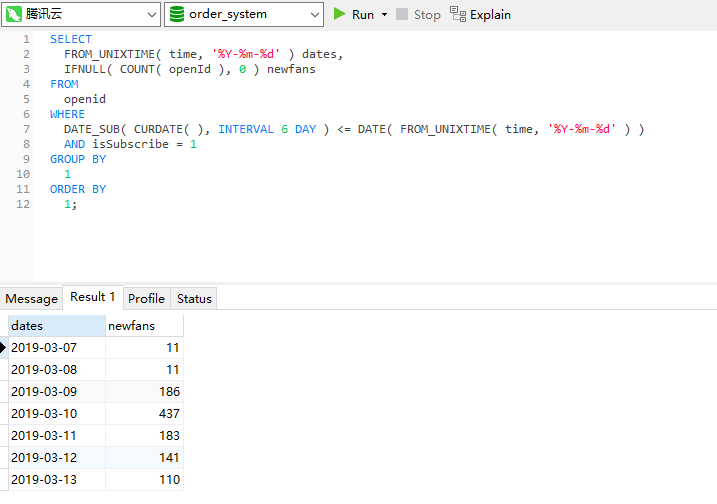 腾讯云 order_system Run Stop Explain
1 SELECT
2 FROM_UNIXTIME( time, '%Y-%m-%d' ) dates,
3 IFNULL( COUNT( openId ), 0 ) newfans
4 FROM
5 openid
6 WHERE
7 DATE_SUB( CURDATE( ), INTERVAL 6 DAY ) <= DATE( FROM_UNIXTIME( time, '%Y-%m-%d' ) )
8 AND isSubscribe = 1
9 GROUP BY
10 1
11 ORDER BY
12 1;
Message Result 1 Profile Status
dates newfans
2019-03-07 11
2019-03-08 11
2019-03-09 186
2019-03-10 437
2019-03-11 183
2019-03-12 141
2019-03-13 110